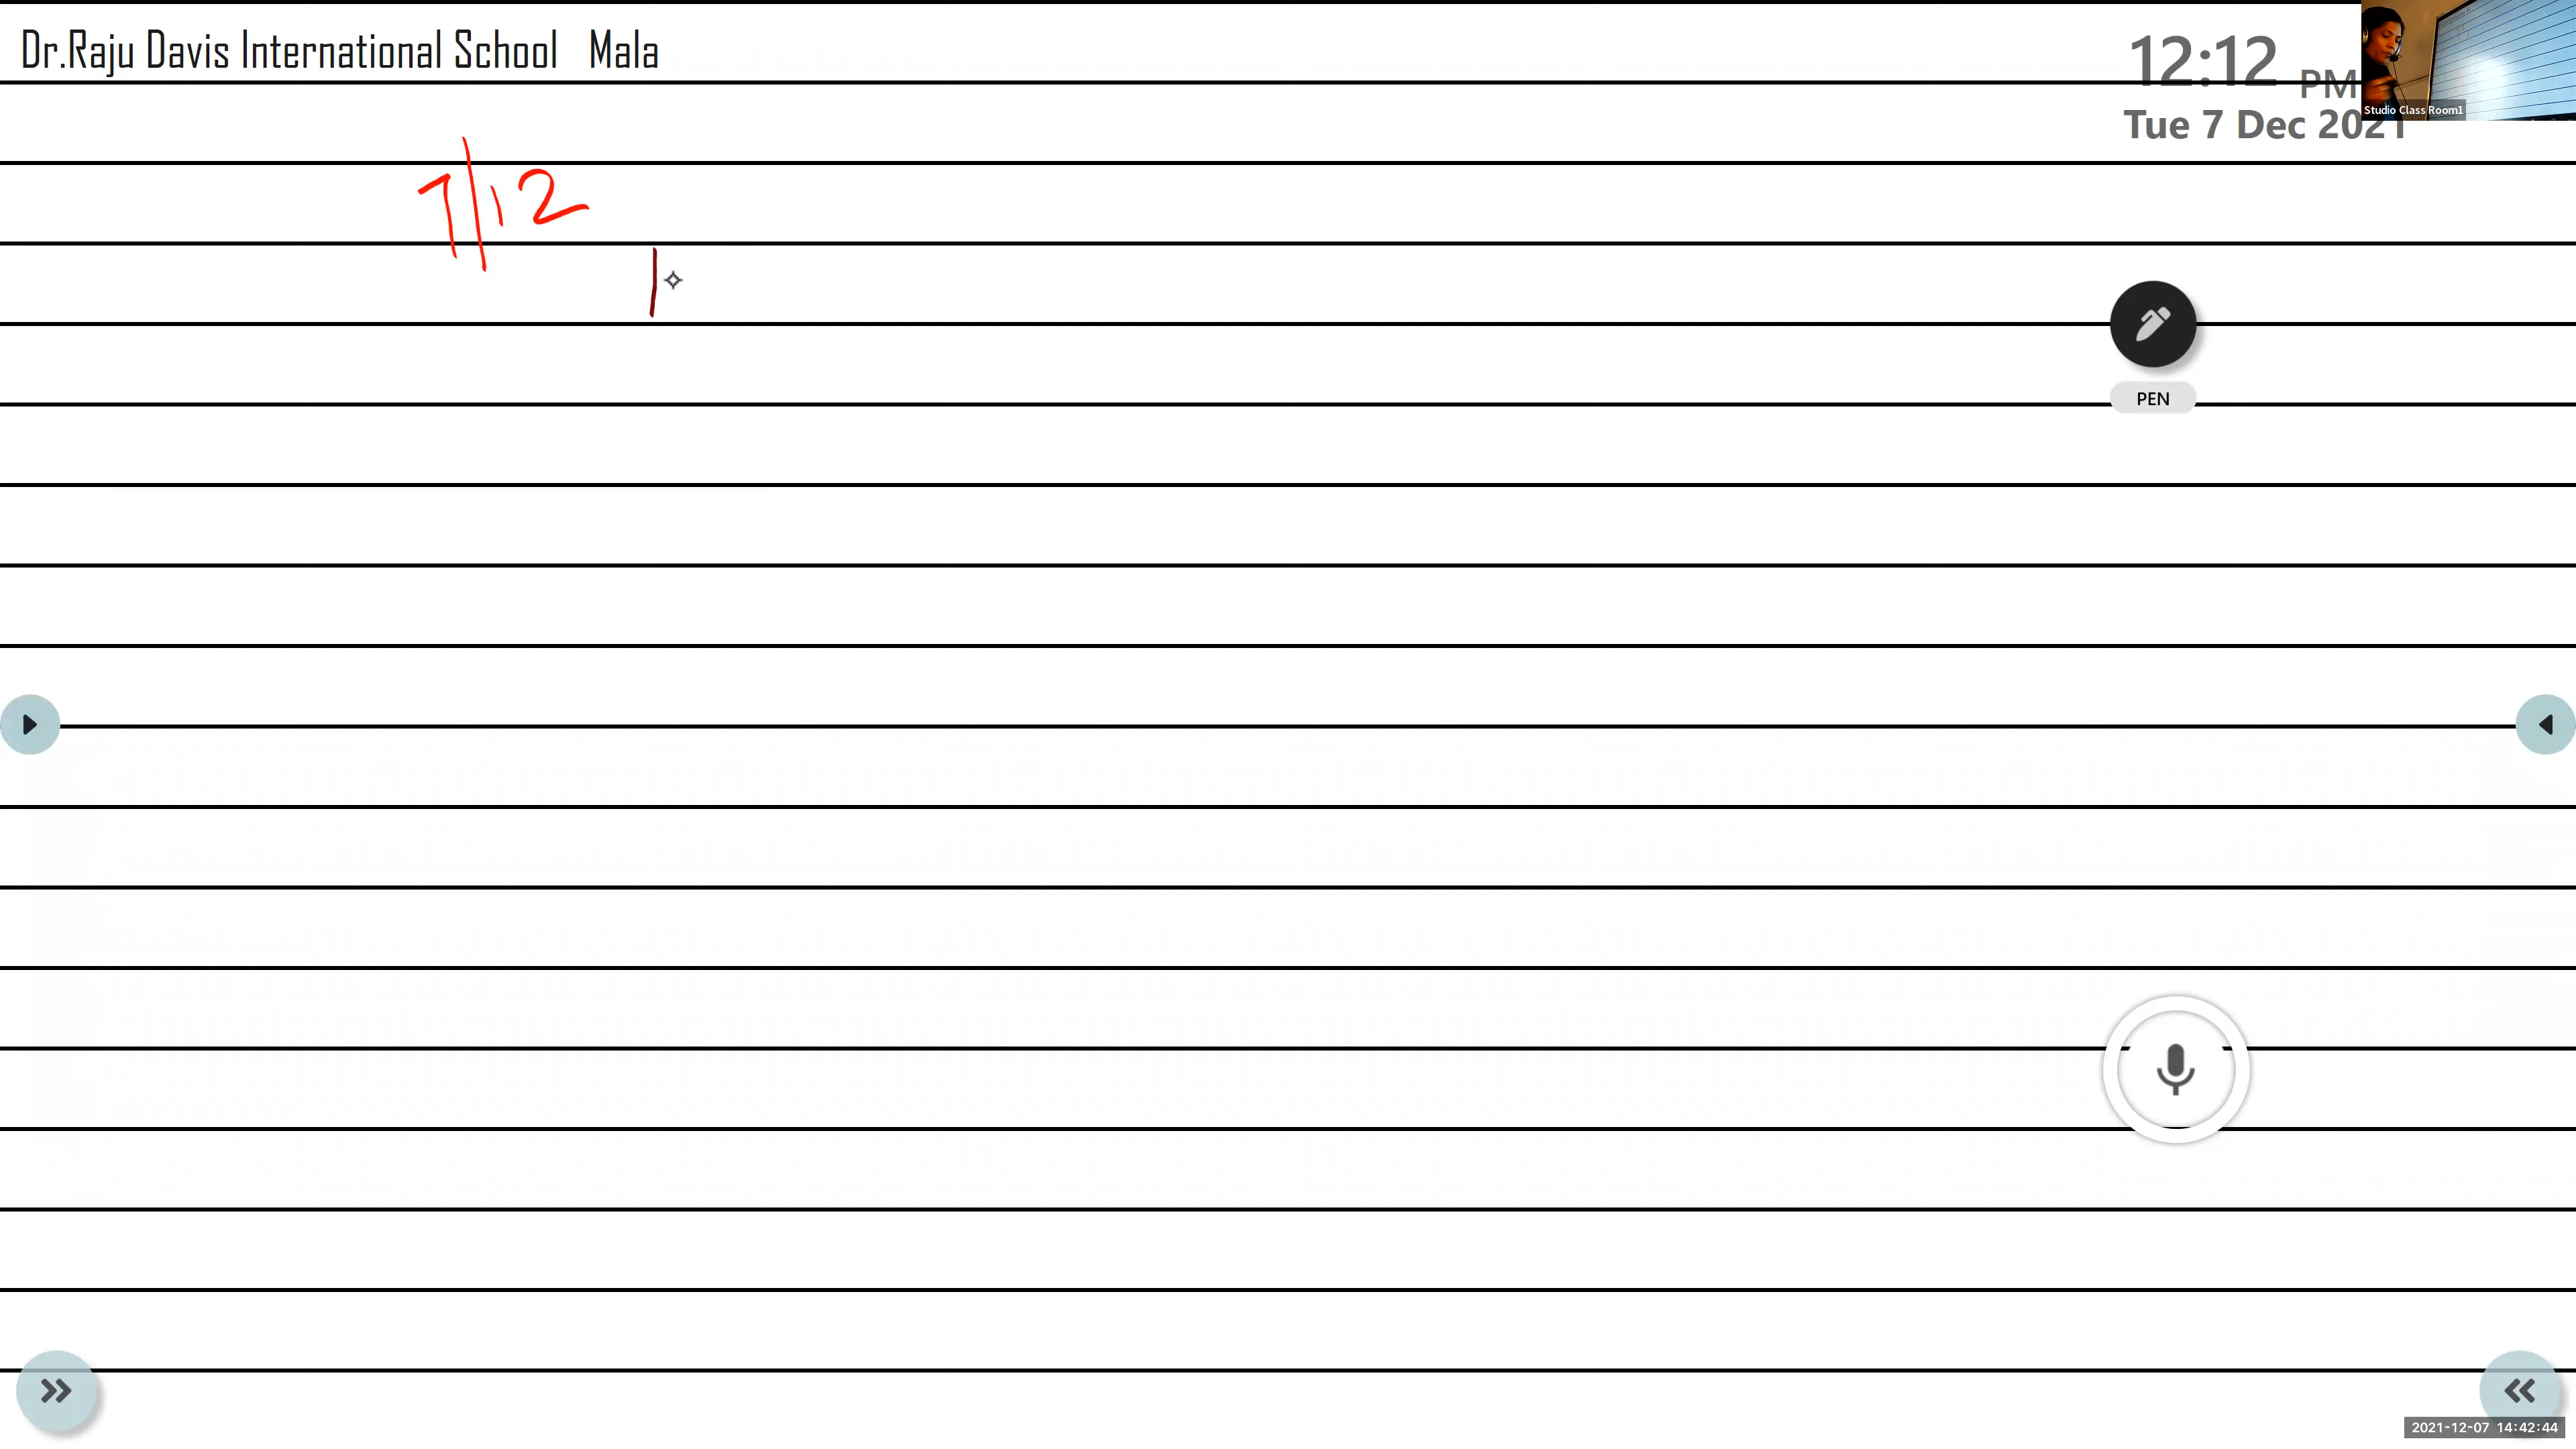 Dr.Raju Davis International School Mala
12:12 PM
Tue 7 Dec 2021
Studio Class Room1
7/12
PEN
2021-12-07 14:42:44